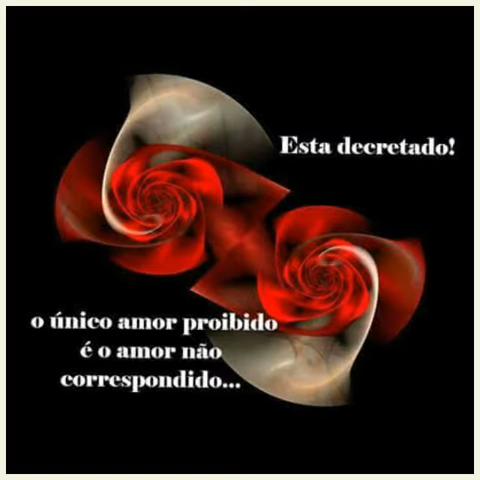 Esta decretado!
o único amor proibido
é o amor não
correspondido...